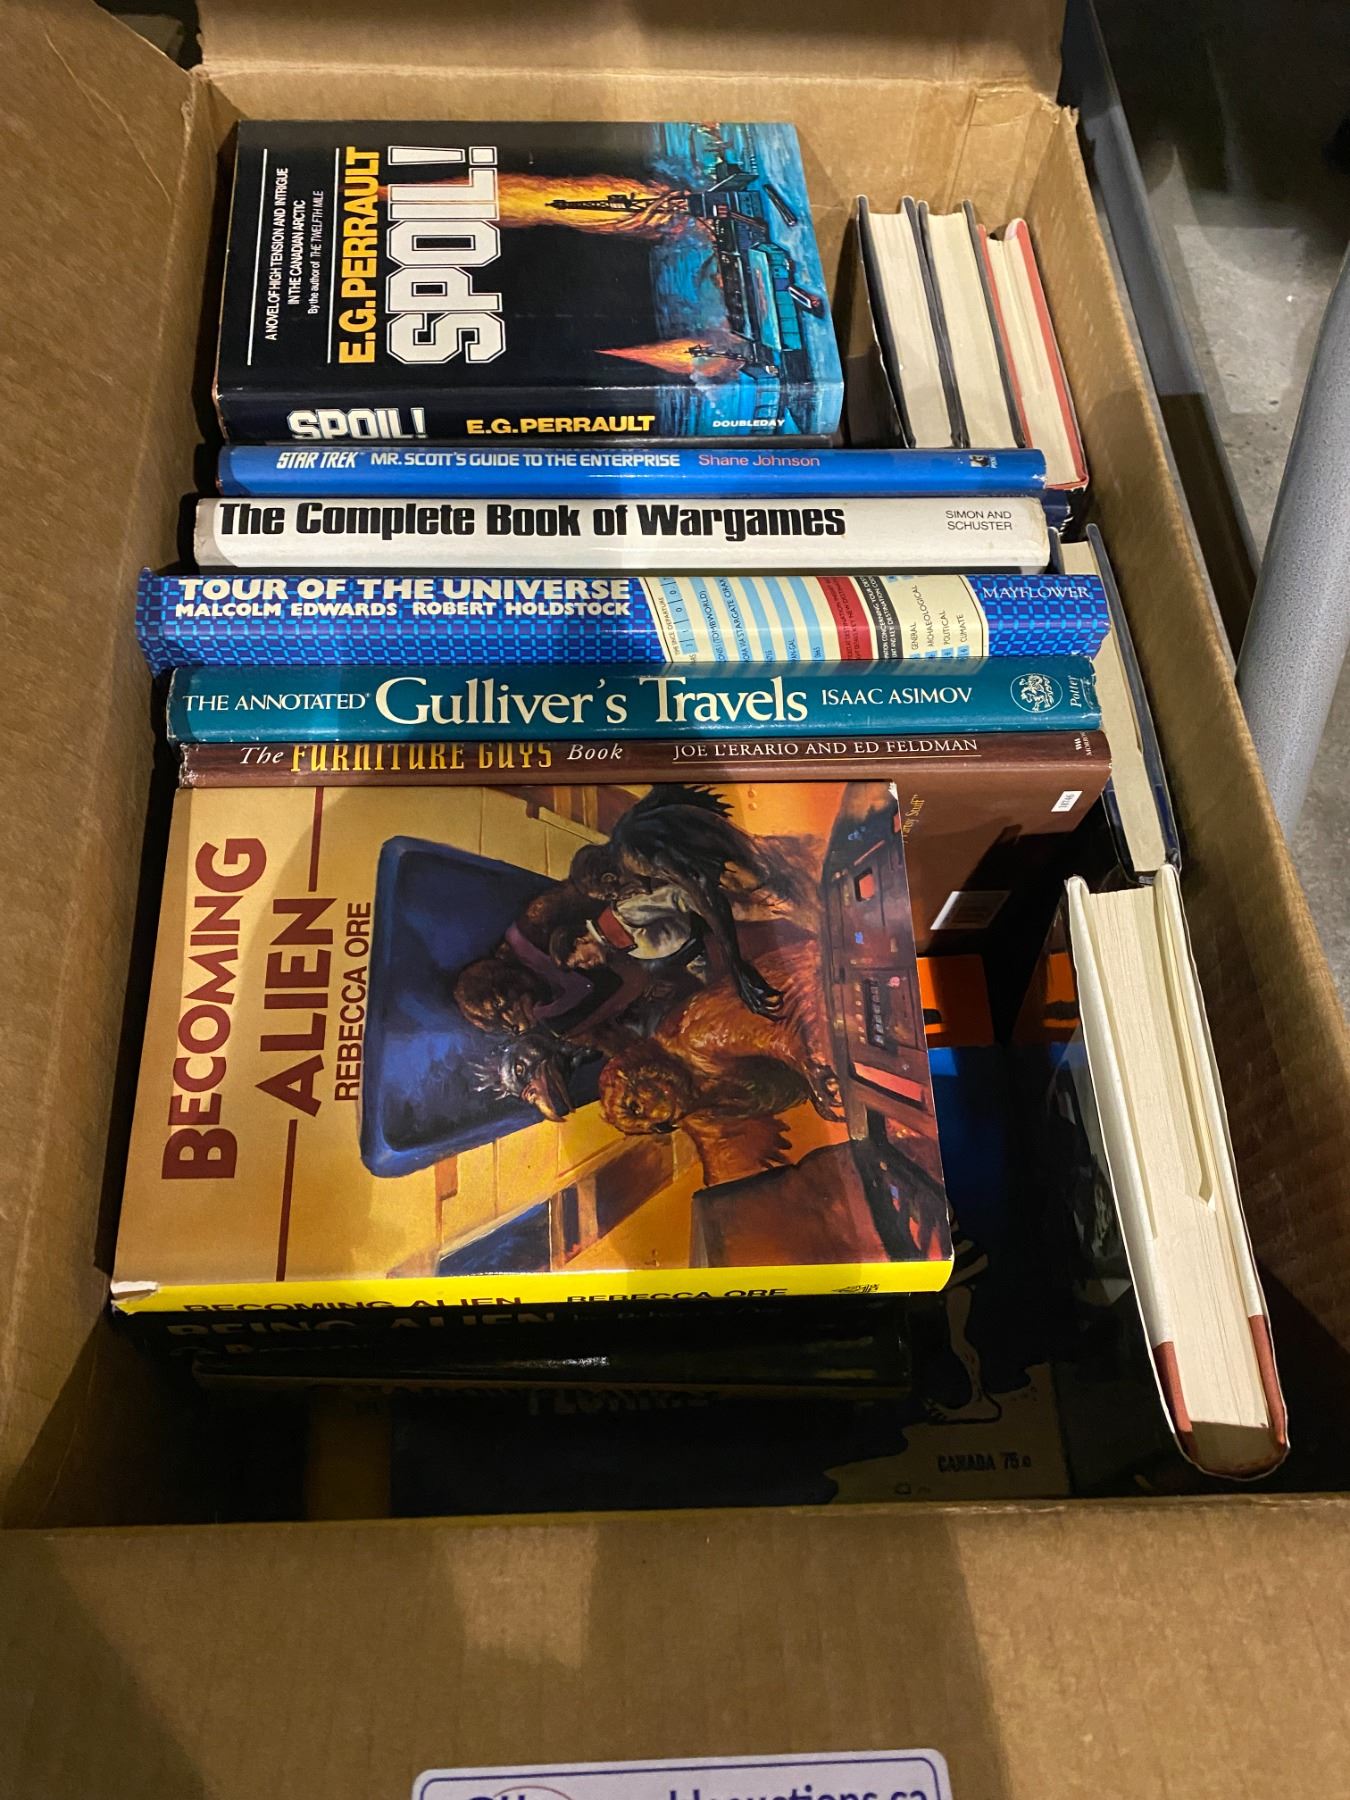 A NOVEL OF HIGH TENSION AND INTRIGUE
IN THE CANADIAN ARCTIC
By the author of THE TWELFTH MILE
E.G. PERRAULT
SPOIL!
SPOIL! E.G. PERRAULT DOUBLEDAY
STAR TREK MR. SCOTT'S GUIDE TO THE ENTERPRISE Shane Johnson
The Complete Book of Wargames SIMON AND
SCHUSTER
TOUR OF THE UNIVERSE
MALCOLM EDWARDS ROBERT HOLDSTOCK
GENERAL
ARCHAEOLOGICAL
POLITICAL
CLIMATE
MAYFLOWER
THE ANNOTATED Gulliver's Travels ISAAC ASIMOV Potter
The FURNITURE GUYS Book JOE L'ERARIO AND ED FELDMAN
Stuff"
BECOMING
ALIEN
REBECCA ORE
BECOMING ALIEN REBECCA ORE
BEING ALIEN
CANADA 75¢